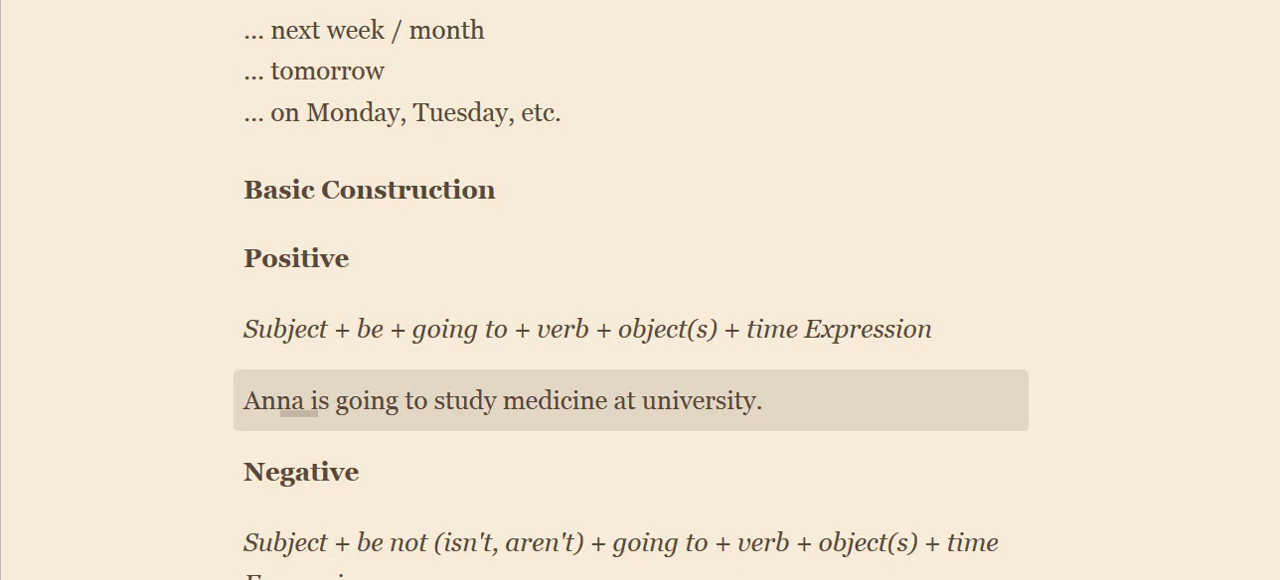 ... next week / month
... tomorrow
... on Monday, Tuesday, etc.
Basic Construction
Positive
Subject + be + going to + verb + object(s) + time Expression
Anna is going to study medicine at university.
Negative
Subject + be not (isn't, aren't) + going to + verb + object(s) + time